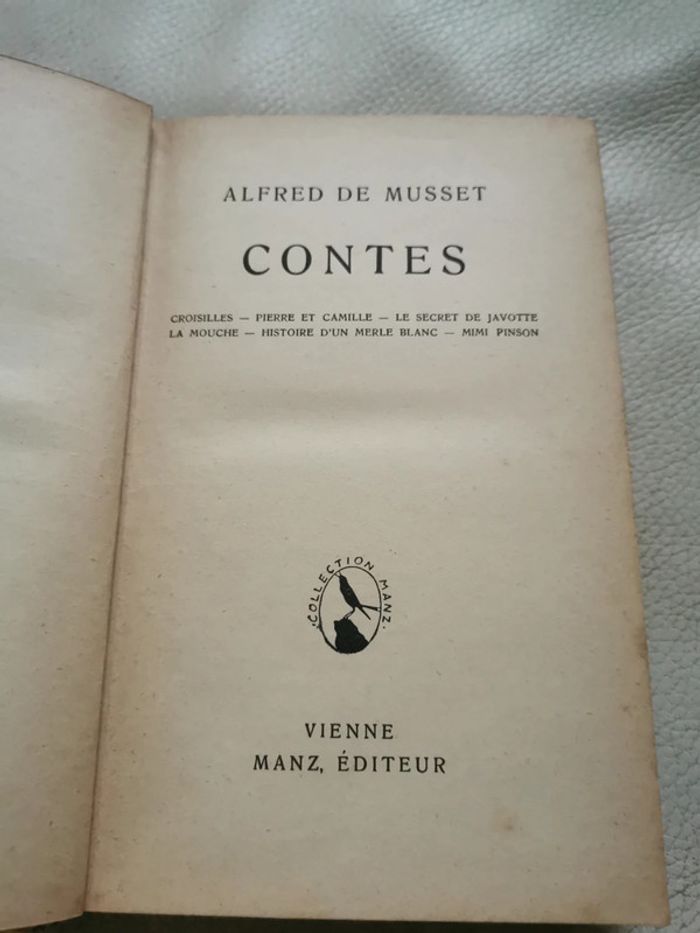 ALFRED DE MUSSET
CONTES
CROISILLES — PIERRE ET CAMILLE — LE SECRET DE JAVOTTE
LA MOUCHE — HISTOIRE D'UN MERLE BLANC — MIMI PINSON
·COLLECTION MANZ·
VIENNE
MANZ, ÉDITEUR